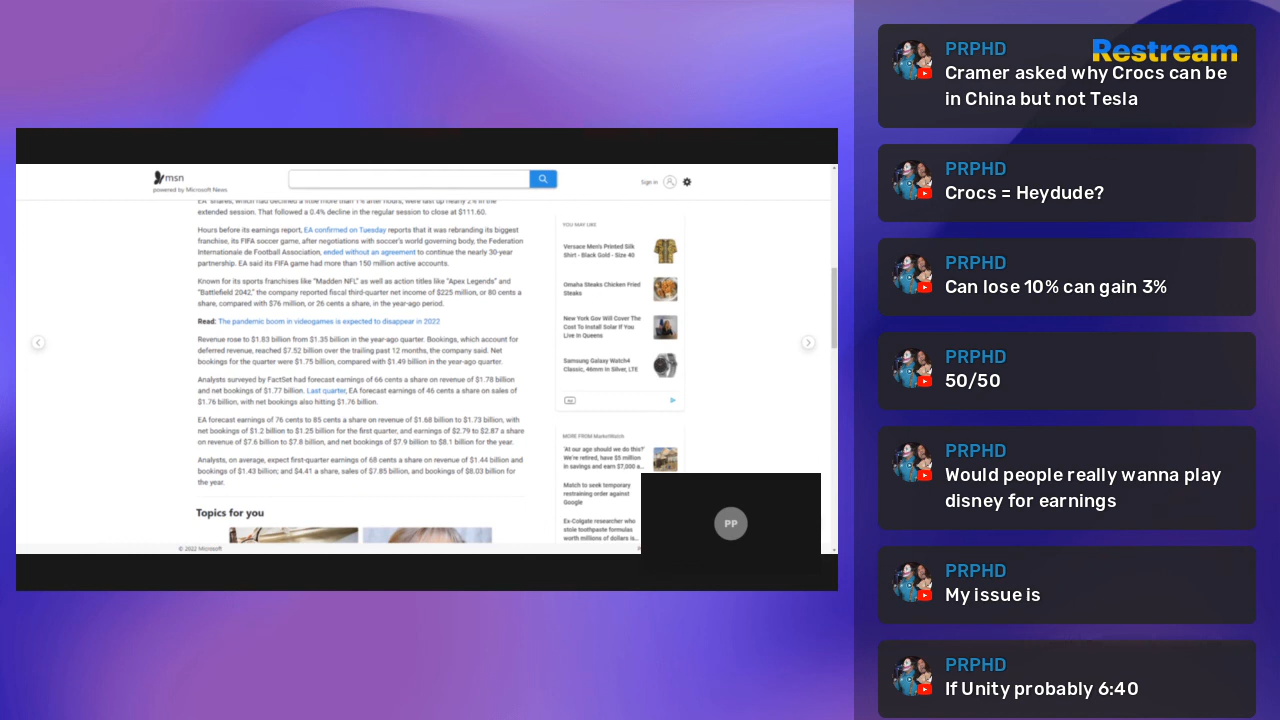 msn
powered by Microsoft News
Sign in
EA shares, which had declined a little more than 1% after hours, were last up nearly 2% in the
extended session. That followed a 0.4% decline in the regular session to close at $111.60.
Hours before its earnings report, EA confirmed on Tuesday reports that it was rebranding its biggest
franchise, its FIFA soccer game, after negotiations with soccer's world governing body, the Federation
Internationale de Football Association, ended without an agreement to continue the nearly 30-year
partnership. EA said its FIFA game had more than 150 million active accounts.
Known for its sports franchises like "Madden NFL" as well as action titles like "Apex Legends" and
"Battlefield 2042," the company reported fiscal third-quarter net income of $225 million, or 80 cents a
share, compared with $76 million, or 26 cents a share, in the year-ago period.
Read: The pandemic boom in videogames is expected to disappear in 2022
Revenue rose to $1.83 billion from $1.35 billion in the year-ago quarter. Bookings, which account for
deferred revenue, reached $7.52 billion over the trailing past 12 months, the company said. Net
bookings for the quarter were $1.75 billion, compared with $1.49 billion in the year-ago quarter.
Analysts surveyed by FactSet had forecast earnings of 66 cents a share on revenue of $1.78 billion
and net bookings of $1.77 billion. Last quarter, EA forecast earnings of 46 cents a share on sales of
$1.76 billion, with net bookings also hitting $1.76 billion.
EA forecast earnings of 76 cents to 85 cents a share on revenue of $1.68 billion to $1.73 billion, with
net bookings of $1.2 billion to $1.25 billion for the first quarter, and earnings of $2.79 to $2.87 a share
on revenue of $7.6 billion to $7.8 billion, and net bookings of $7.9 billion to $8.1 billion for the year.
Analysts, on average, expect first-quarter earnings of 68 cents a share on revenue of $1.44 billion and
bookings of $1.43 billion; and $4.41 a share, sales of $7.85 billion, and bookings of $8.03 billion for
the year.
Topics for you
© 2022 Microsoft
YOU MAY LIKE
Versace Men's Printed Silk
Shirt - Black Gold - Size 40
Omaha Steaks Chicken Fried
Steaks
New York Gov Will Cover The
Cost To Install Solar If You
Live In Queens
Samsung Galaxy Watch4
Classic, 46mm in Silver, LTE
Ad
MORE FROM MarketWatch
'At our age should we do this?'
We're retired, have $5 million
in savings and earn $7,000 a...
Match to seek temporary
restraining order against
Google
Ex-Colgate researcher who
stole toothpaste formulas
worth millions of dollars is...
PP
Restream
PRPHD
Cramer asked why Crocs can be
in China but not Tesla
PRPHD
Crocs = Heydude?
PRPHD
Can lose 10% can gain 3%
PRPHD
50/50
PRPHD
Would u rather really wanna play
disney for earnings
PRPHD
My issue is
PRPHD
If Unity probably 6:40